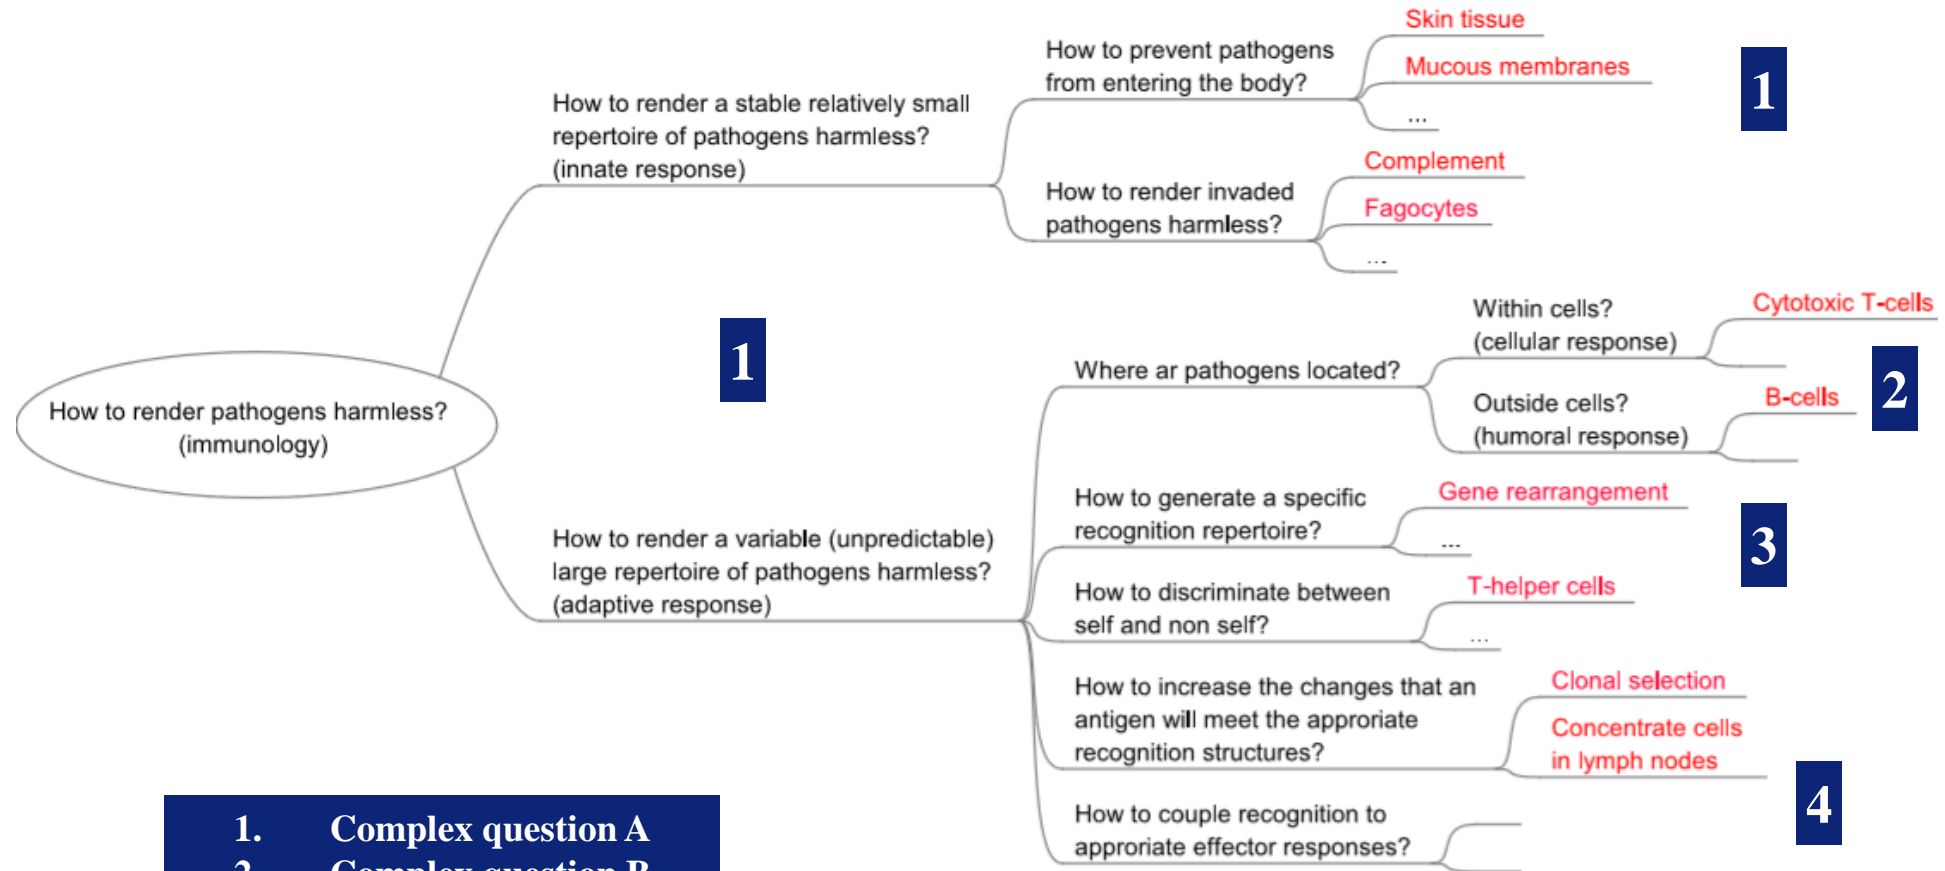 How to render pathogens harmless?
(immunology)
How to render a stable relatively small
repertoire of pathogens harmless?
(innate response)
How to prevent pathogens
from entering the body?
Skin tissue
Mucous membranes
...
1
How to render invaded
pathogens harmless?
Complement
Fagocytes
...
1
How to render a variable (unpredictable)
large repertoire of pathogens harmless?
(adaptive response)
Where ar pathogens located?
Within cells?
(cellular response)
Cytotoxic T-cells
Outside cells?
(humoral response)
B-cells
2
How to generate a specific
recognition repertoire?
Gene rearrangement
...
3
How to discriminate between
self and non self?
T-helper cells
...
How to increase the changes that an
antigen will meet the approriate
recognition structures?
Clonal selection
Concentrate cells
in lymph nodes
4
How to couple recognition to
approriate effector responses?
1. Complex question A
2. Complex question B